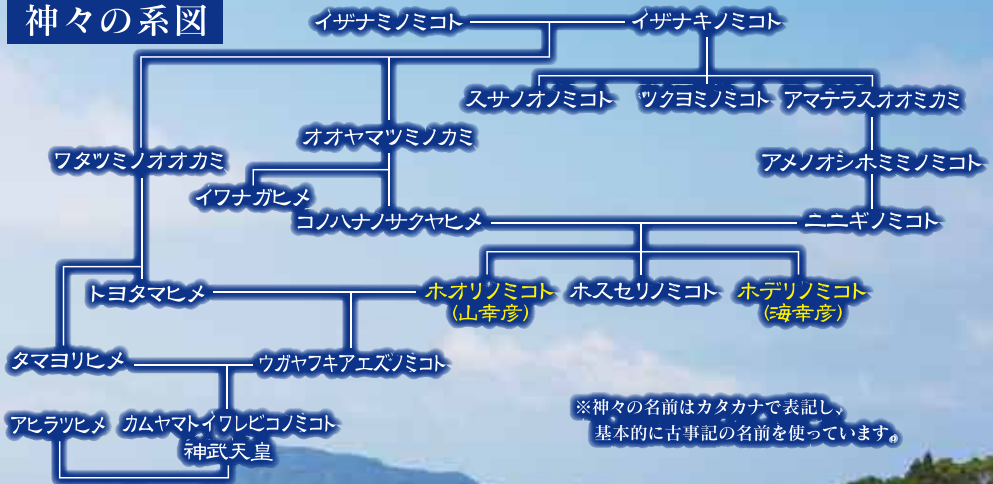 神々の系図
イザナミノミコト
イザナキノミコト
スサノオノミコト
ツクヨミノミコト
アマテラスオオミカミ
オオヤマツミノカミ
ワタツミノオオカミ
アメノオシホミミノミコト
イワナガヒメ
コノハナノサクヤヒメ
ニニギノミコト
トヨタマヒメ
ホオリノミコト
(山幸彦)
ホスセリノミコト
ホデリノミコト
(海幸彦)
タマヨリヒメ
ウガヤフキアエズノミコト
アヒラツヒメ
カムヤマトイワレビコノミコト
神武天皇
※神々の名前はカタカナで表記し、
基本的に古事記の名前を使っています。